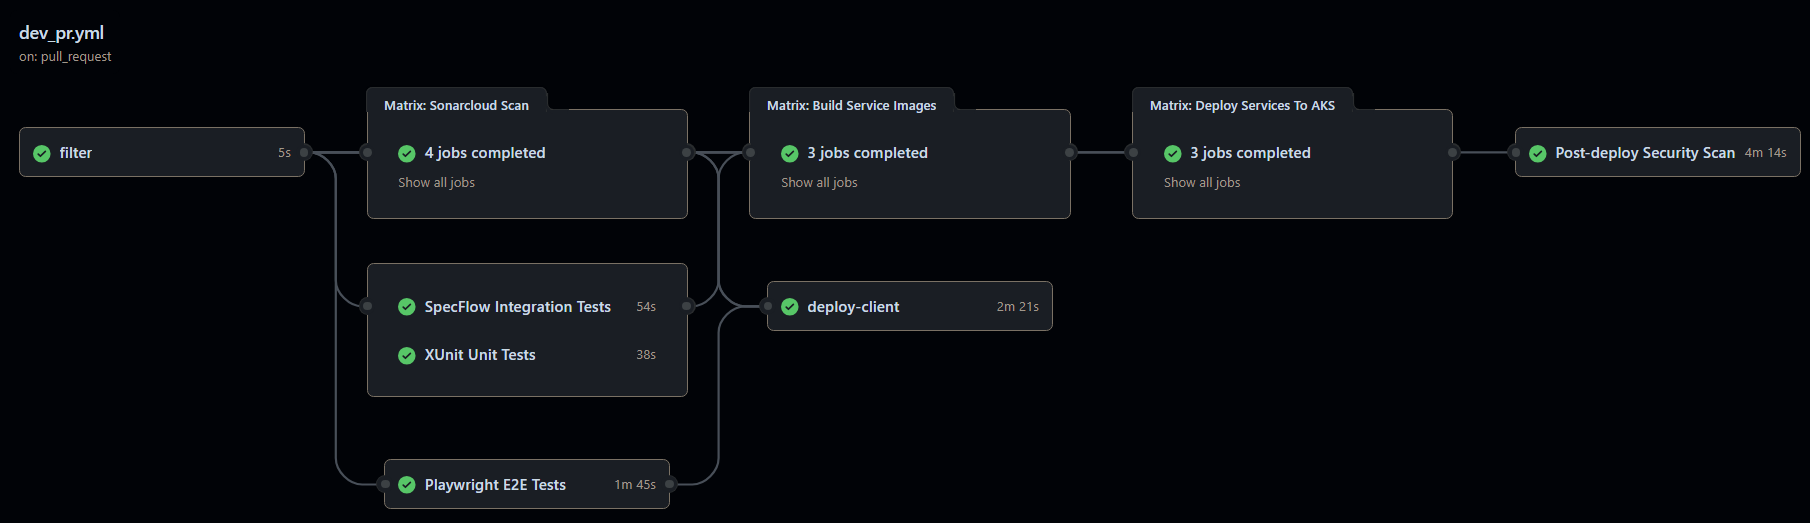 dev_pr.yml
on: pull_request
filter 5s
Matrix: Sonarcloud Scan
4 jobs completed
Show all jobs
SpecFlow Integration Tests 54s
XUnit Unit Tests 38s
Playwright E2E Tests 1m 45s
Matrix: Build Service Images
3 jobs completed
Show all jobs
deploy-client 2m 21s
Matrix: Deploy Services To AKS
3 jobs completed
Show all jobs
Post-deploy Security Scan 4m 14s